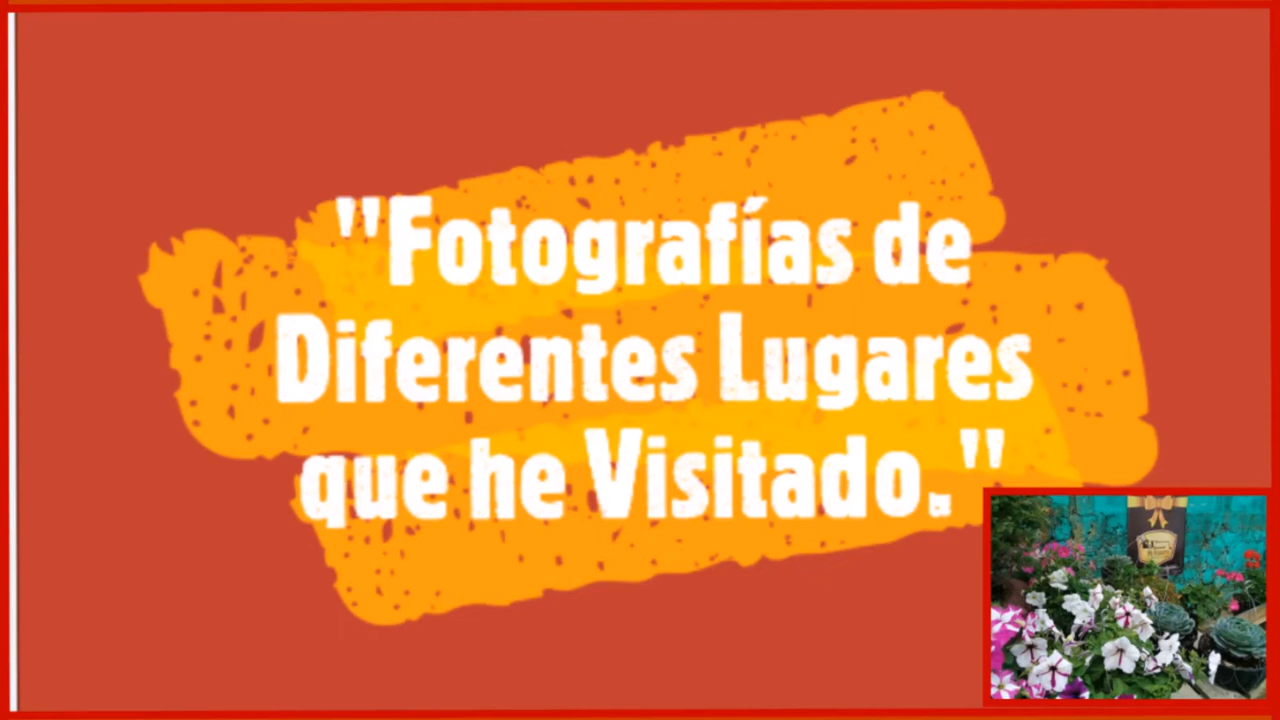 "Fotografías de
Diferentes Lugares
que he Visitado. "